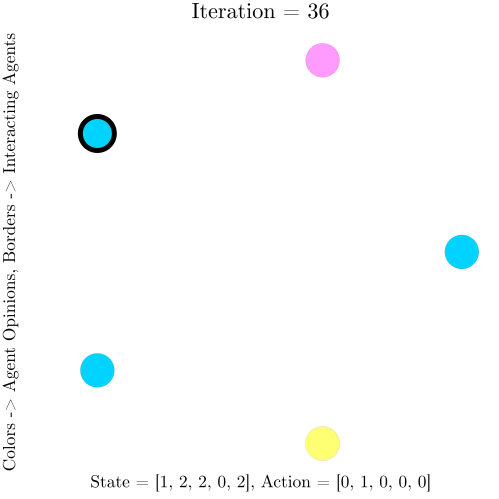 Iteration = 36
Colors -> Agent Opinions, Borders -> Interacting Agents
State = [1, 2, 2, 0, 2], Action = [0, 1, 0, 0, 0]